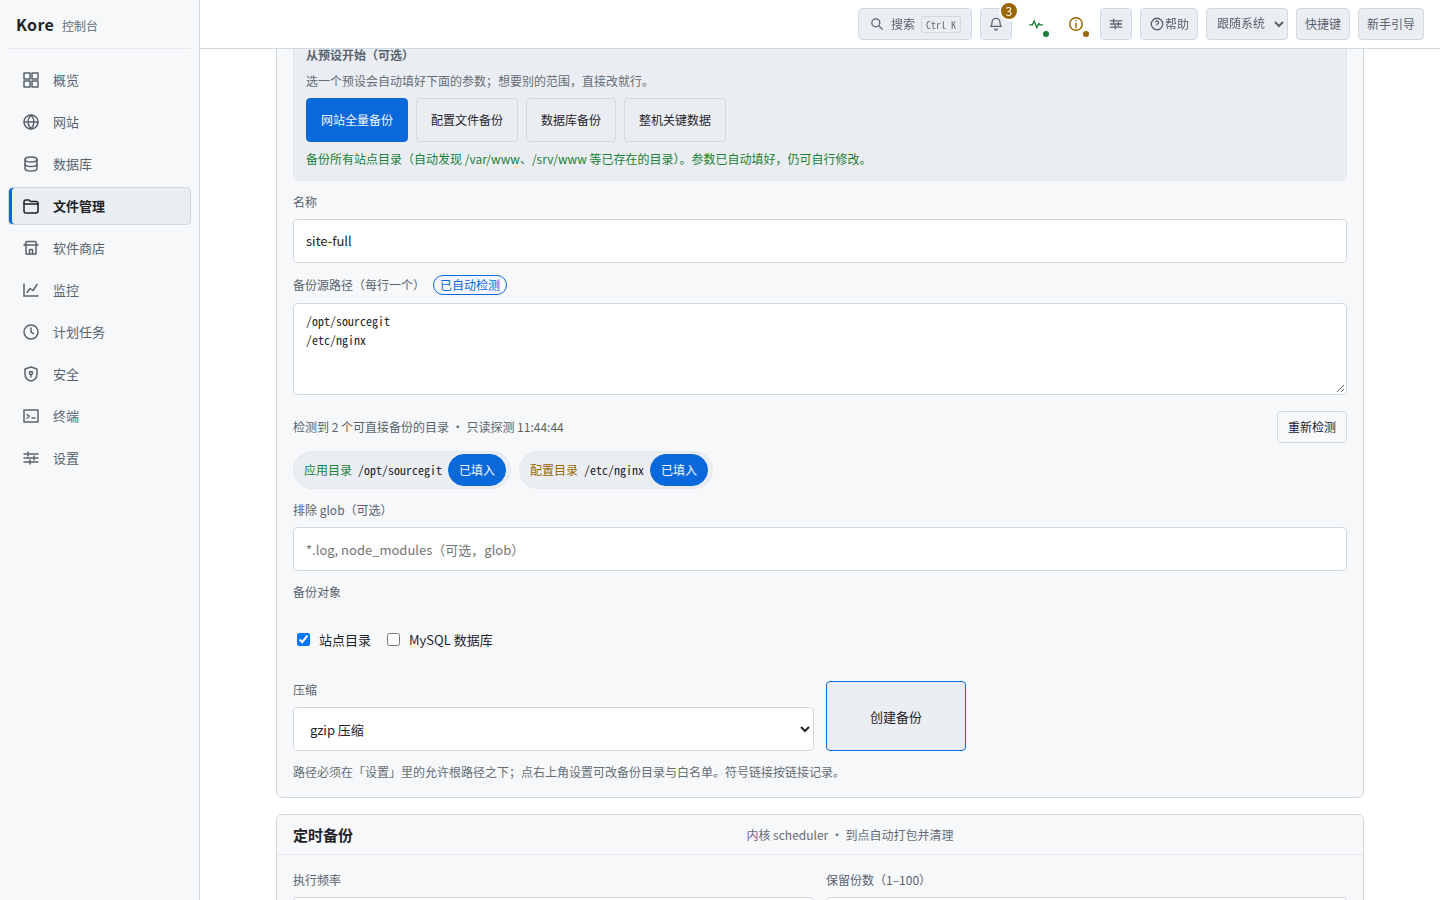 Kore 控制台
搜索 Ctrl K
3
帮助
跟随系统
快捷键
新手引导
概览
网站
数据库
文件管理
软件商店
监控
计划任务
安全
终端
设置
从预设开始（可选）
选一个预设会自动填好下面的参数；想要别的范围，直接改就行。
网站全量备份
配置文件备份
数据库备份
整机关键数据
备份所有站点目录（自动发现 /var/www、/srv/www 等已存在的目录）。参数已自动填好，仍可自行修改。
名称
site-full
备份源路径（每行一个） 已自动检测
/opt/sourcegit
/etc/nginx
检测到 2 个可直接备份的目录 · 只读探测 11:44:44
重新检测
应用目录 /opt/sourcegit 已填入
配置目录 /etc/nginx 已填入
排除 glob（可选）
*.log, node_modules（可选，glob）
备份对象
站点目录
MySQL 数据库
压缩
gzip 压缩
创建备份
路径必须在「设置」里的允许根路径之下；点右上角设置可改备份目录与白名单。符号链接按链接记录。
定时备份
内核 scheduler · 到点自动打包并清理
执行频率
保留份数（1–100）